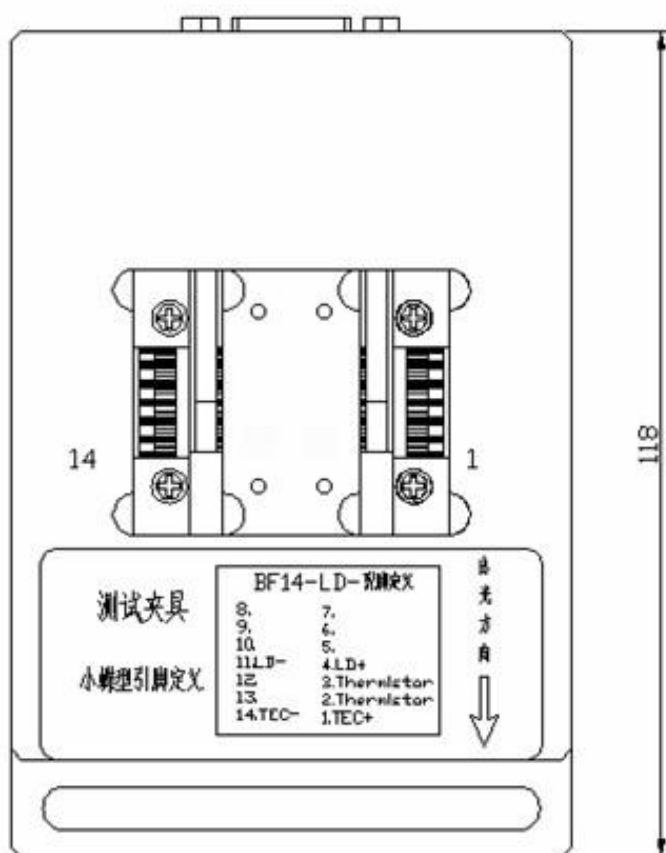 14
1
118
测试夹具
小蝶型引脚定义
BF14-LD-引脚定义
8. 7.
9. 6.
10. 5.
11.LD- 4.LD+
12. 3.Thermistor
13. 2.Thermistor
14.TEC- 1.TEC+
出光方向